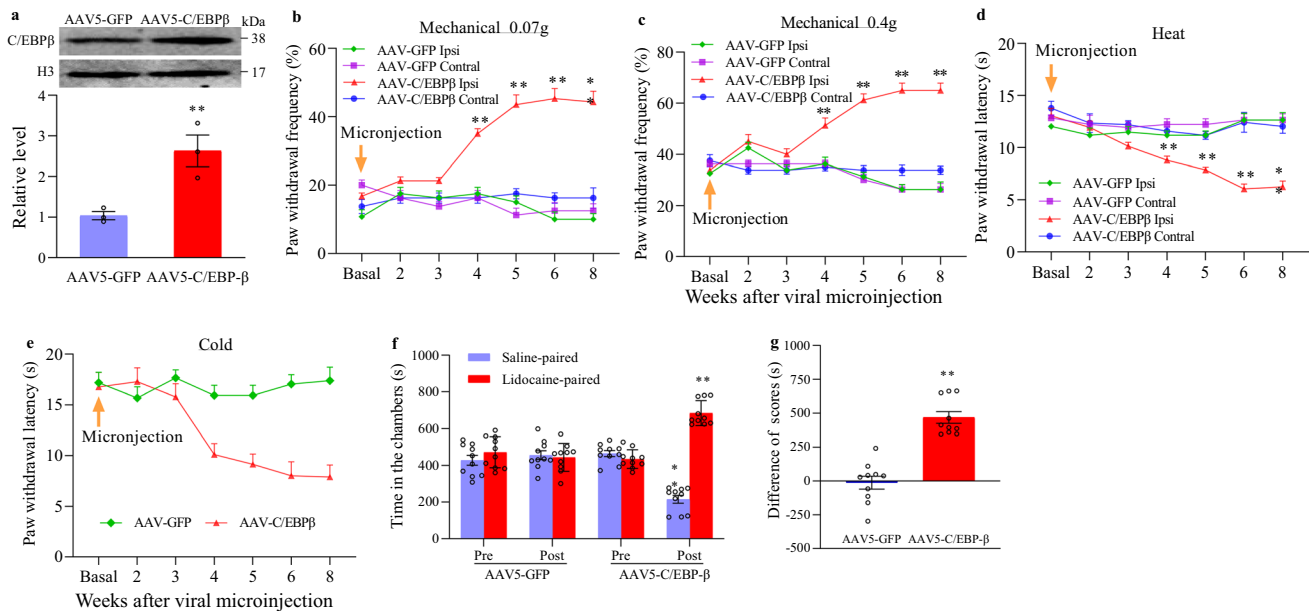 a
AAV5-GFP AAV5-C/EBPβ kDa
C/EBPβ 38
H3 17
Relative level
4
3
2
1
0
**
AAV5-GFP AAV5-C/EBP-β
b
Mechanical 0.07g
Paw withdrawal frequency (%)
60
40
20
0
AAV-GFP Ipsi
AAV-GFP Contral
AAV-C/EBPβ Ipsi
AAV-C/EBPβ Contral
Micronjection
** ** ** * *
Basal 2 3 4 5 6 8
c
Mechanical 0.4g
Paw withdrawal frequency (%)
80
60
40
20
0
AAV-GFP Ipsi
AAV-GFP Contral
AAV-C/EBPβ Ipsi
AAV-C/EBPβ Contral
** ** ** **
Micronjection
Basal 2 3 4 5 6 8
Weeks after viral microinjection
d
Heat
Paw withdrawal latency (s)
20
15
10
5
0
Micronjection
** ** ** * *
AAV-GFP Ipsi
AAV-GFP Contral
AAV-C/EBPβ Ipsi
AAV-C/EBPβ Contral
Basal 2 3 4 5 6 8
e
Cold
Paw withdrawal latency (s)
20
15
10
5
0
Micronjection
AAV-GFP AAV-C/EBPβ
Basal 2 3 4 5 6 8
Weeks after viral microinjection
f
Time in the chambers (s)
1000
800
600
400
200
0
Saline-paired
Lidocaine-paired
* *
**
Pre Post Pre Post
AAV5-GFP AAV5-C/EBP-β
g
Difference of scores (s)
1000
750
500
250
0
-250
-500
**
AAV5-GFP AAV5-C/EBP-β